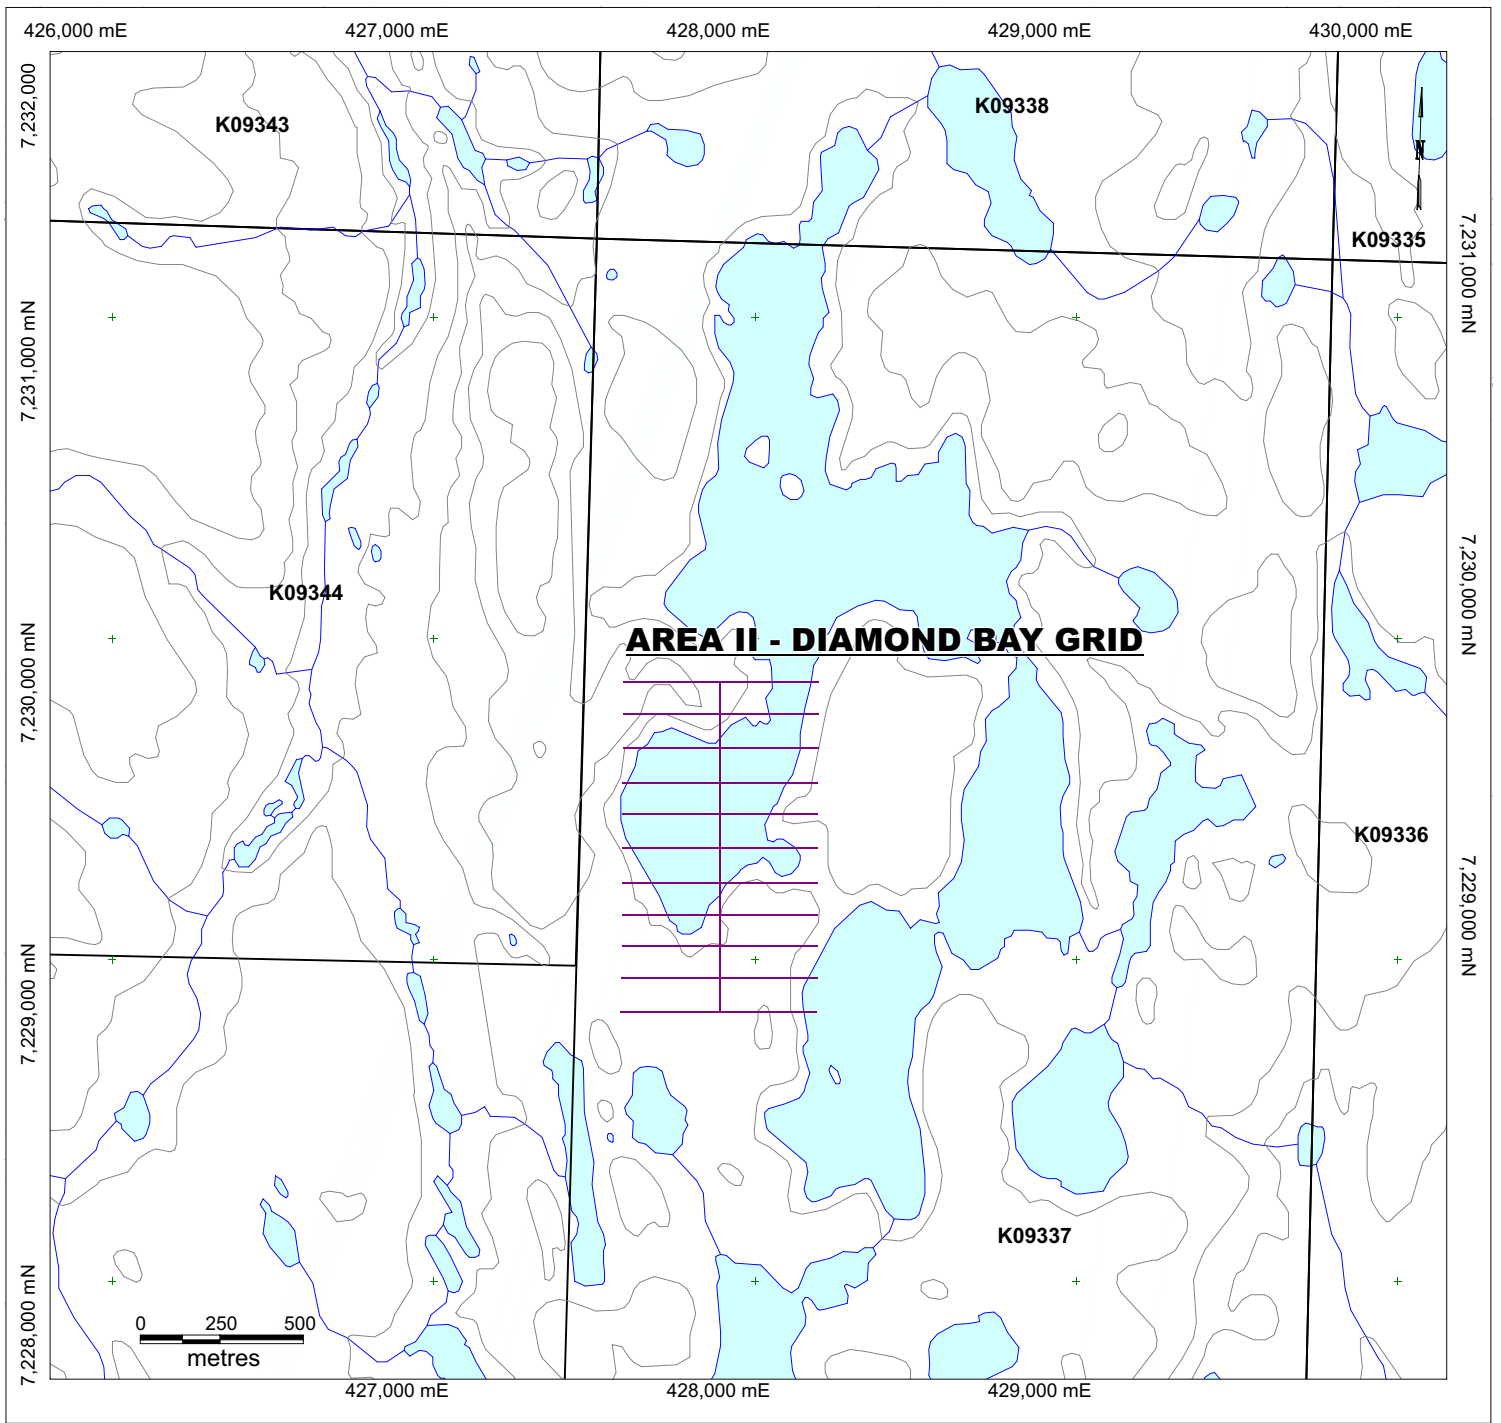 426,000 mE 427,000 mE 428,000 mE 429,000 mE 430,000 mE
7,232,000
K09343
K09338
N
K09335
7,231,000 mN
7,231,000 mN
K09344
7,230,000 mN
AREA II - DIAMOND BAY GRID
7,230,000 mN
K09336
7,229,000 mN
7,229,000 mN
K09337
7,228,000 mN
0 250 500
metres
427,000 mE 428,000 mE 429,000 mE